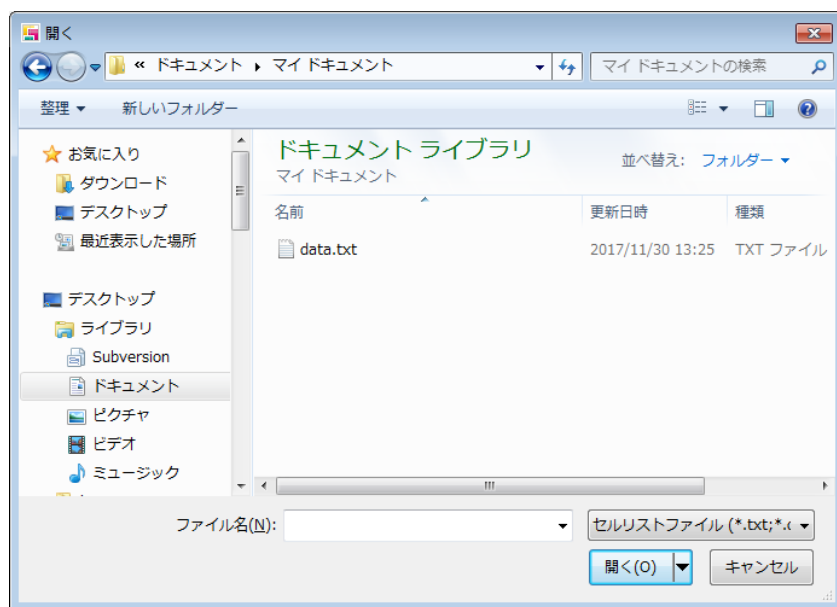 開く
« ドキュメント ▸ マイ ドキュメント
マイ ドキュメントの検索
整理 ▼ 新しいフォルダー
お気に入り
ダウンロード
デスクトップ
最近表示した場所
デスクトップ
ライブラリ
Subversion
ドキュメント
ピクチャ
ビデオ
ミュージック
ドキュメント ライブラリ
マイ ドキュメント
並べ替え: フォルダー ▼
名前 更新日時 種類
data.txt 2017/11/30 13:25 TXT ファイル
ファイル名(N):
セルリストファイル (*.txt;*.c
開く(O) キャンセル